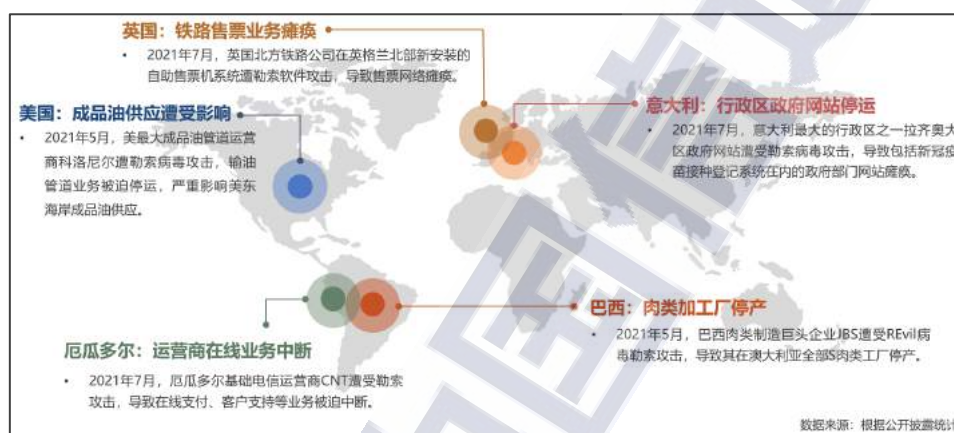 英国：铁路售票业务瘫痪
• 2021年7月，英国北方铁路公司在英格兰北部新安装的
自助售票机系统遭勒索软件攻击，导致售票网络瘫痪。
美国：成品油供应遭受影响
• 2021年5月，美最大成品油管道运营
商科洛尼尔遭勒索病毒攻击，输油
管道业务被迫停运，严重影响美东
海岸成品油供应。
意大利：行政区政府网站停运
• 2021年7月，意大利最大的行政区之一拉齐奥大
区政府网站遭受勒索病毒攻击，导致包括新冠疫
苗接种登记系统在内的政府部门网站瘫痪。
厄瓜多尔：运营商在线业务中断
• 2021年7月，厄瓜多尔基础电信运营商CNT遭受勒索
攻击，导致在线支付、客户支持等业务被迫中断。
巴西：肉类加工厂停产
• 2021年5月，巴西肉类制造巨头企业JBS遭受REvil病
毒勒索攻击，导致其在澳大利亚全部S肉类工厂停产。
数据来源：根据公开披露统计